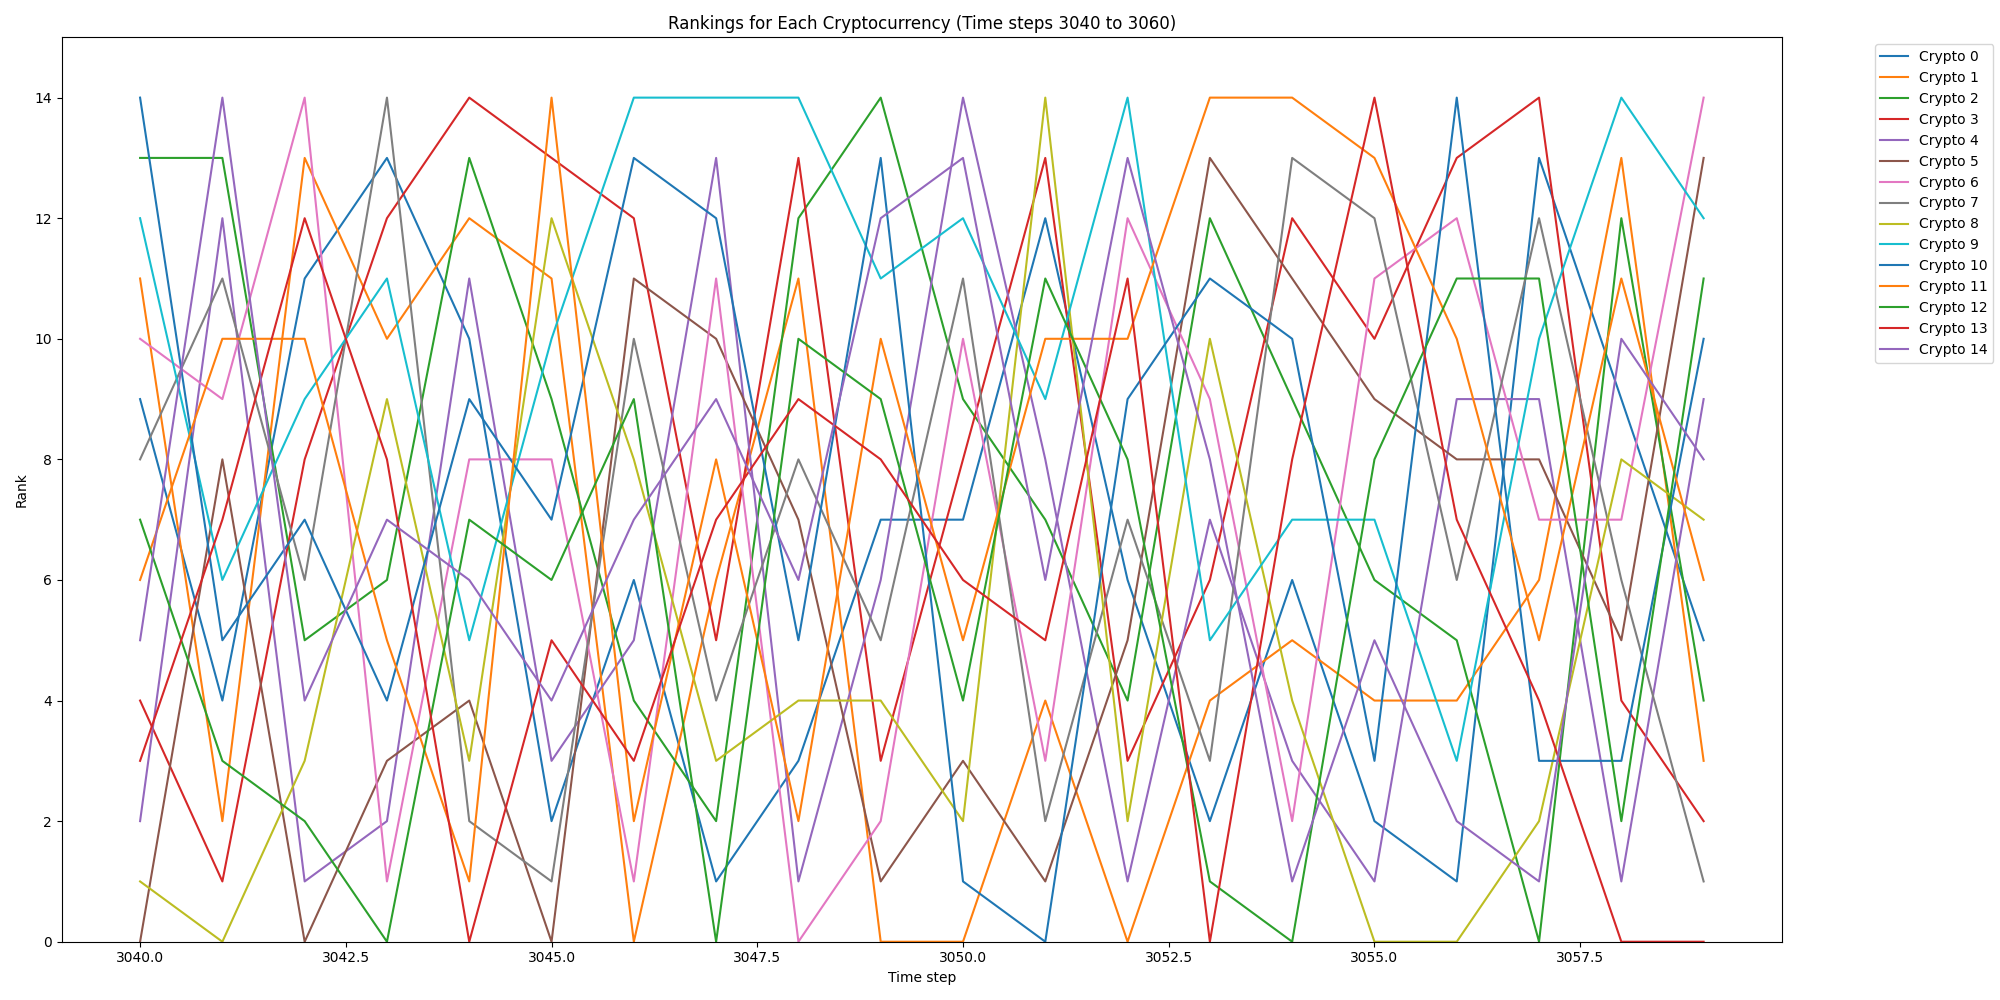 Rankings for Each Cryptocurrency (Time steps 3040 to 3060)
Rank
14
12
10
8
6
4
2
0
3040.0 3042.5 3045.0 3047.5 3050.0 3052.5 3055.0 3057.5
Time step
Crypto 0
Crypto 1
Crypto 2
Crypto 3
Crypto 4
Crypto 5
Crypto 6
Crypto 7
Crypto 8
Crypto 9
Crypto 10
Crypto 11
Crypto 12
Crypto 13
Crypto 14